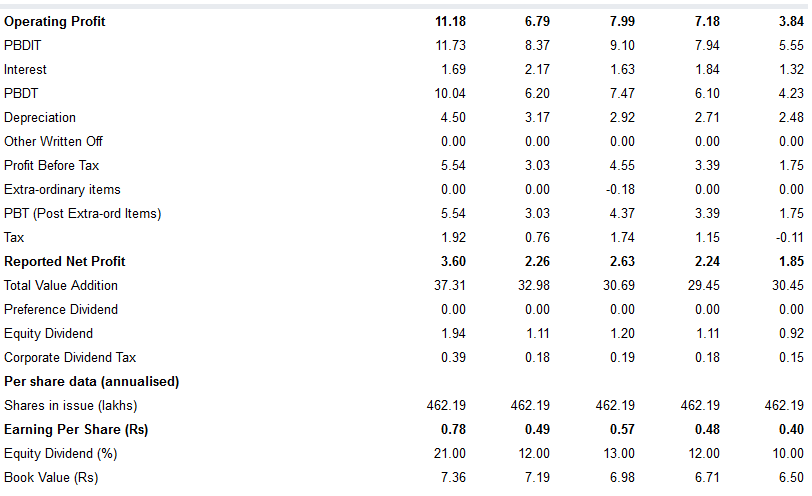 Operating Profit 11.18 6.79 7.99 7.18 3.84
PBDIT 11.73 8.37 9.10 7.94 5.55
Interest 1.69 2.17 1.63 1.84 1.32
PBDT 10.04 6.20 7.47 6.10 4.23
Depreciation 4.50 3.17 2.92 2.71 2.48
Other Written Off 0.00 0.00 0.00 0.00 0.00
Profit Before Tax 5.54 3.03 4.55 3.39 1.75
Extra-ordinary items 0.00 0.00 -0.18 0.00 0.00
PBT (Post Extra-ord Items) 5.54 3.03 4.37 3.39 1.75
Tax 1.92 0.76 1.74 1.15 -0.11
Reported Net Profit 3.60 2.26 2.63 2.24 1.85
Total Value Addition 37.31 32.98 30.69 29.45 30.45
Preference Dividend 0.00 0.00 0.00 0.00 0.00
Equity Dividend 1.94 1.11 1.20 1.11 0.92
Corporate Dividend Tax 0.39 0.18 0.19 0.18 0.15
Per share data (annualised)
Shares in issue (lakhs) 462.19 462.19 462.19 462.19 462.19
Earning Per Share (Rs) 0.78 0.49 0.57 0.48 0.40
Equity Dividend (%) 21.00 12.00 13.00 12.00 10.00
Book Value (Rs) 7.36 7.19 6.98 6.71 6.50